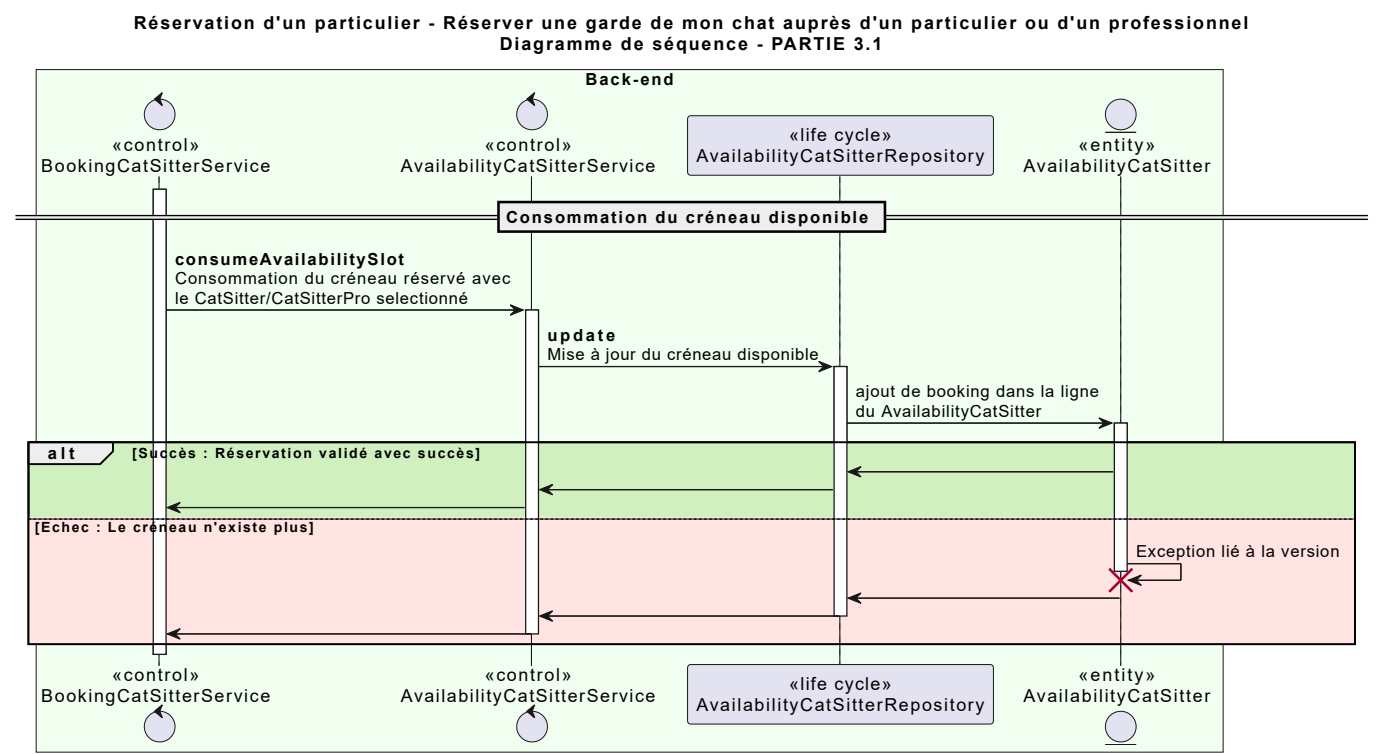 Réservation d'un particulier - Réserver une garde de mon chat auprès d'un particulier ou d'un professionnel
Diagramme de séquence - PARTIE 3.1
Back-end
«control»
BookingCatSitterService
«control»
AvailabilityCatSitterService
«life cycle»
AvailabilityCatSitterRepository
«entity»
AvailabilityCatSitter
Consommation du créneau disponible
consumeAvailabilitySlot
Consommation du créneau réservé avec
le CatSitter/CatSitterPro selectionné
update
Mise à jour du créneau disponible
ajout de booking dans la ligne
du AvailabilityCatSitter
alt
[Succès : Réservation validé avec succès]
[Echec : Le créneau n'existe plus]
Exception lié à la version
«control»
BookingCatSitterService
«control»
AvailabilityCatSitterService
«life cycle»
AvailabilityCatSitterRepository
«entity»
AvailabilityCatSitter